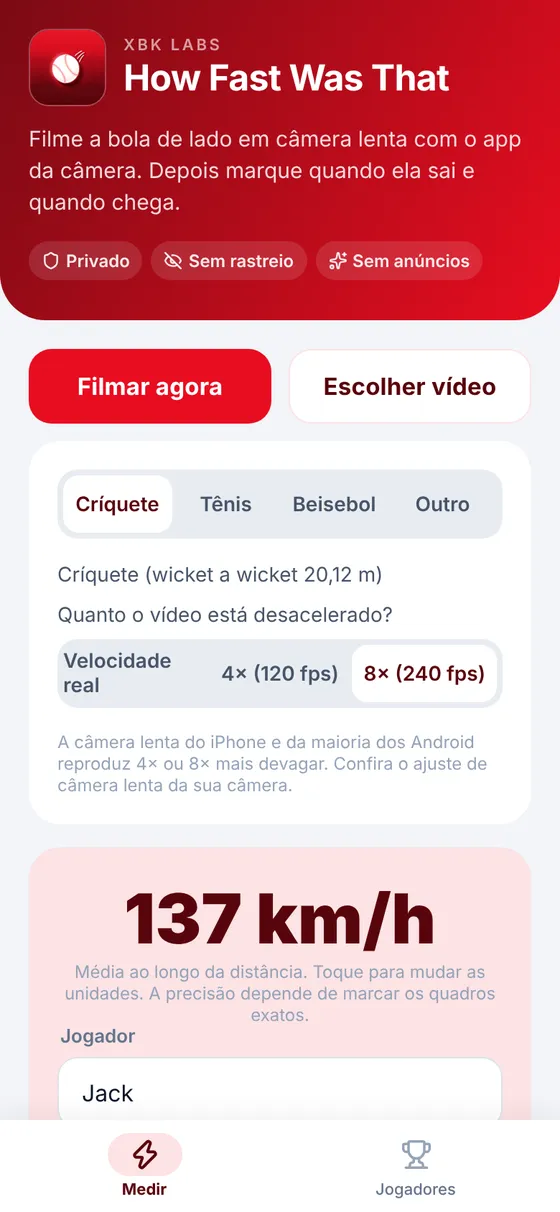 XBK LABS
How Fast Was That
Filme a bola de lado em câmera lenta com o app
da câmera. Depois marque quando ela sai e
quando chega.
Privado
Sem rastreio
Sem anúncios
Filmar agora
Escolher vídeo
Críquete
Tênis
Beisebol
Outro
Críquete (wicket a wicket 20,12 m)
Quanto o vídeo está desacelerado?
Velocidade
real
4× (120 fps)
8× (240 fps)
A câmera lenta do iPhone e da maioria dos Android
reproduz 4× ou 8× mais devagar. Confira o ajuste de
câmera lenta da sua câmera.
137 km/h
Média ao longo da distância. Toque para mudar as
unidades. A precisão depende de marcar os quadros
exatos.
Jogador
Jack
Medir
Jogadores